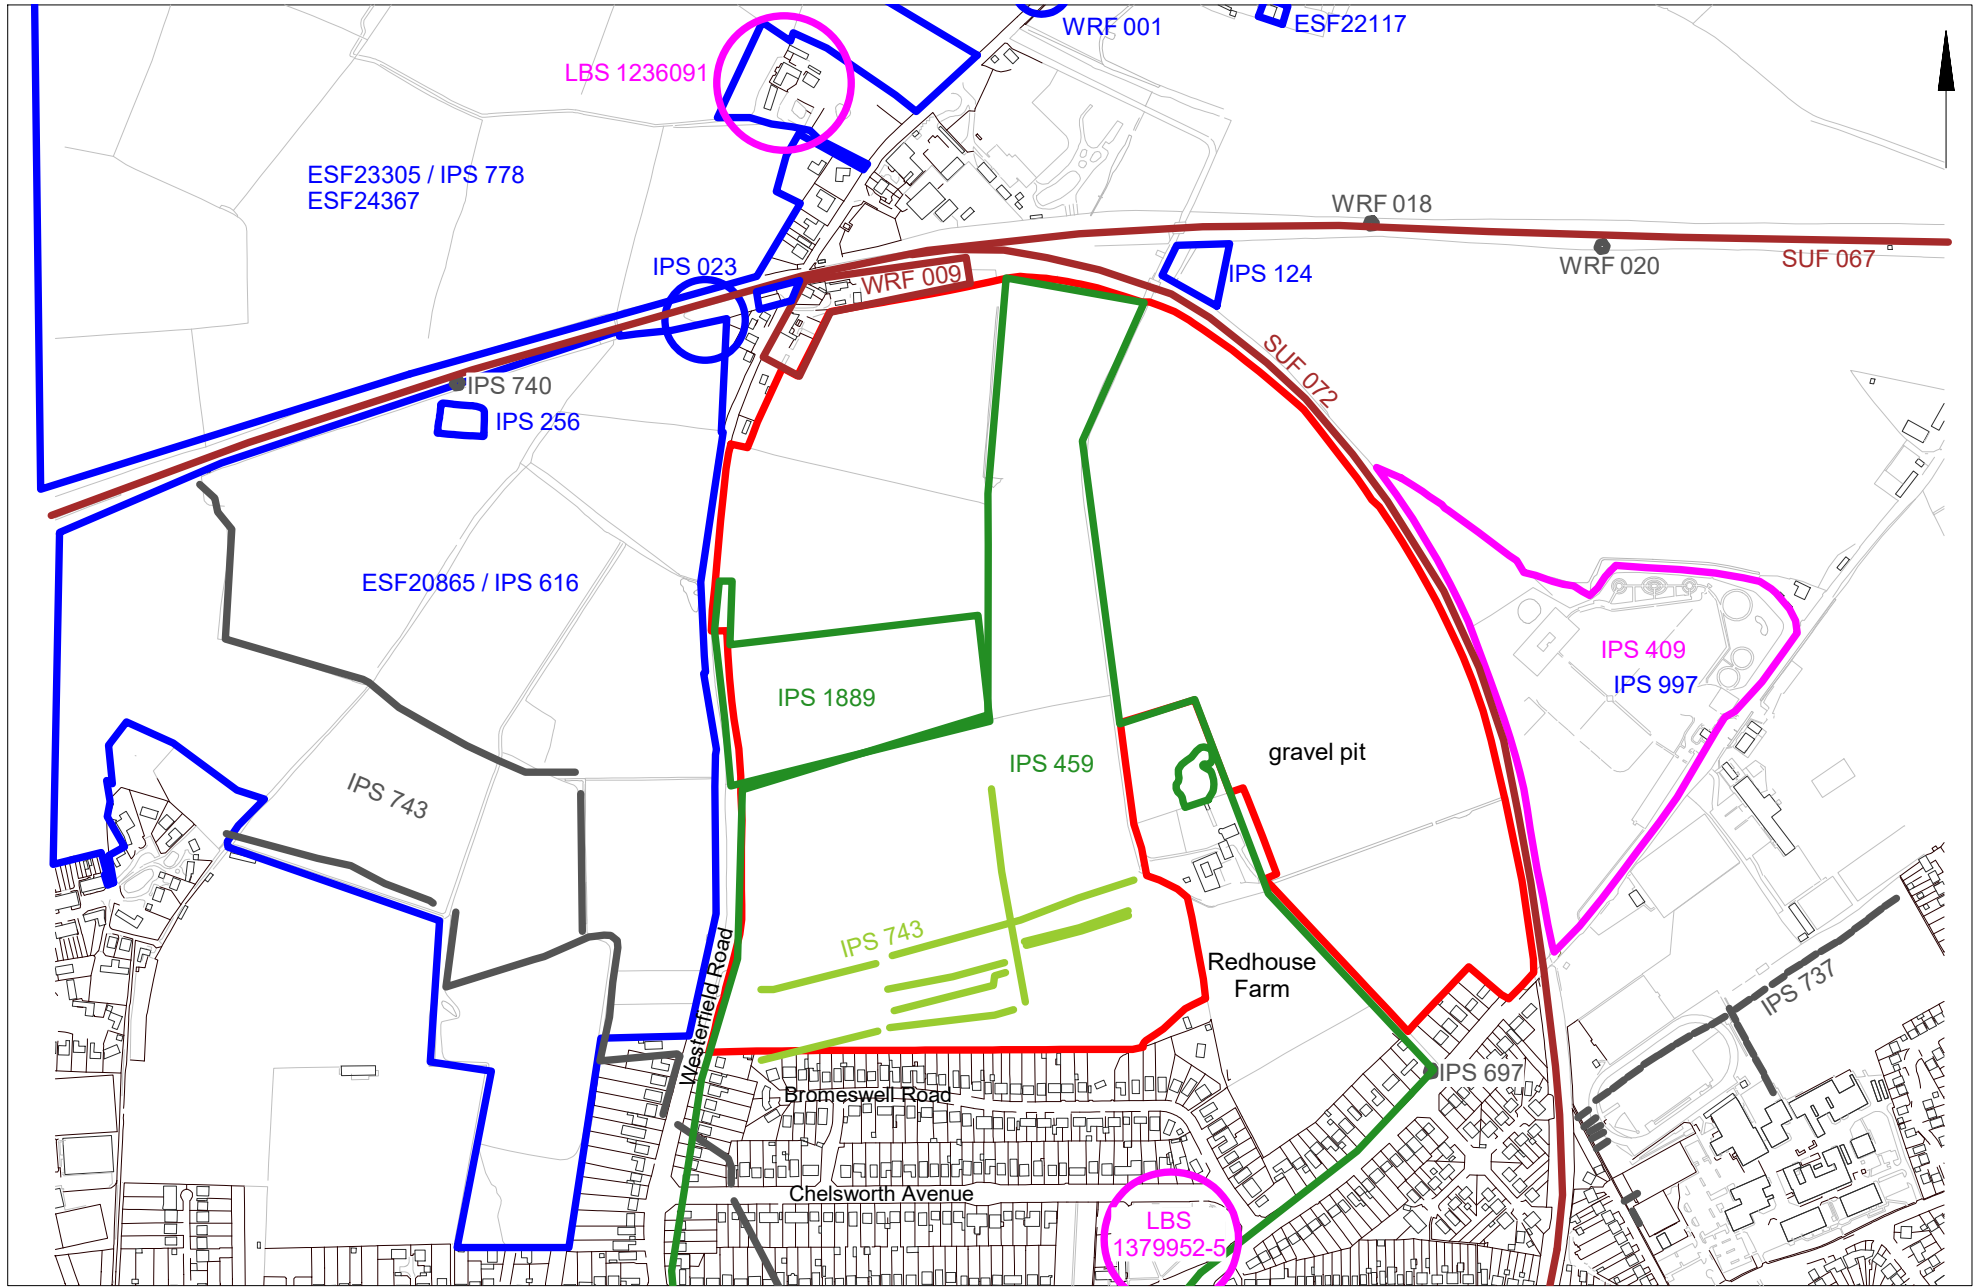 WRF 001
ESF22117
LBS 1236091
ESF23305 / IPS 778
ESF24367
WRF 018
IPS 023
WRF 009
IPS 124
WRF 020
SUF 067
SUF 072
IPS 740
IPS 256
ESF20865 / IPS 616
IPS 409
IPS 997
IPS 1889
IPS 459
gravel pit
IPS 743
IPS 743
Redhouse
Farm
Westerfield Road
IPS 737
IPS 697
Bromeswell Road
Chelsworth Avenue
LBS
1379952-5